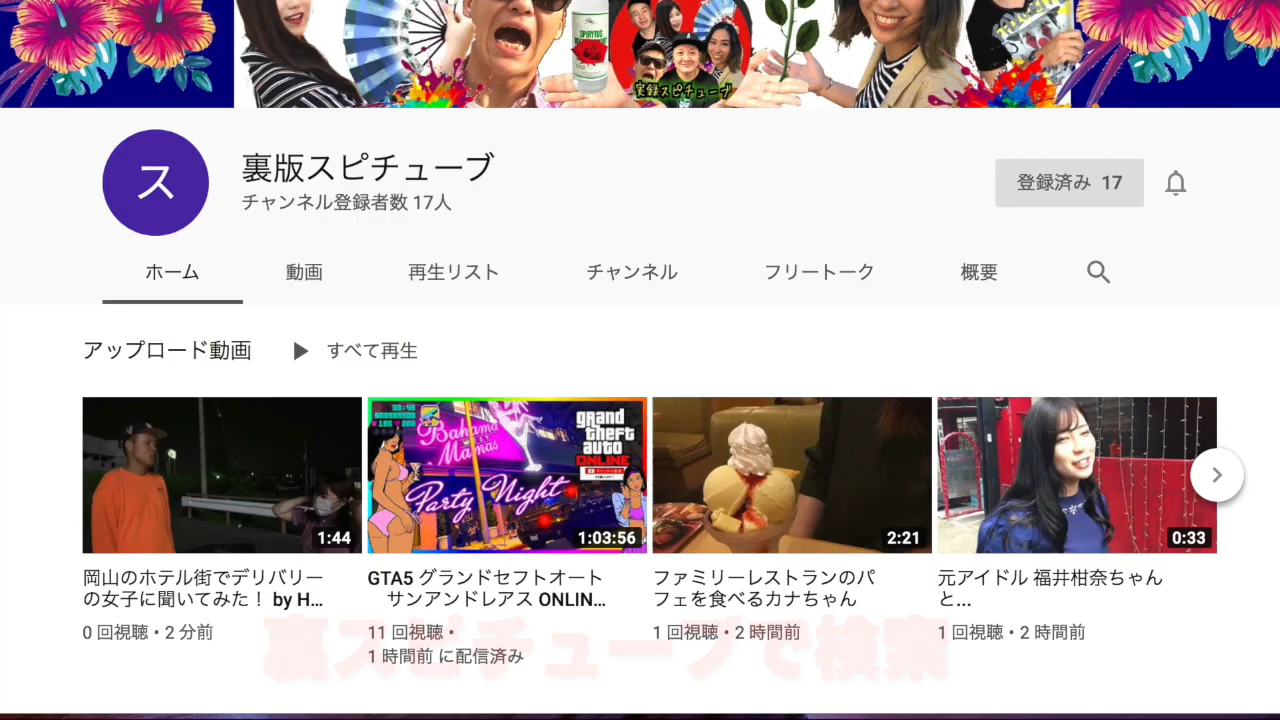 SPIRYTUS
実録スピチューブ
ス
裏版スピチューブ
チャンネル登録者数 17人
登録済み 17
ホーム
動画
再生リスト
チャンネル
フリートーク
概要
アップロード動画
すべて再生
1:44
Bahama
Mamas
Party Night
grand
theft
auto
ONLINE
1:03:56
2:21
0:33
岡山のホテル街でデリバリー
の女子に聞いてみた！ by H...
0 回視聴・2 分前
GTA5 グランドセフトオート
サンアンドレアス ONLIN...
11 回視聴・
1 時間前 に配信済み
ファミリーレストランのパ
フェを食べるカナちゃん
1 回視聴・2 時間前
元アイドル 福井柑奈ちゃん
と...
1 回視聴・2 時間前
裏スピチューブで検索